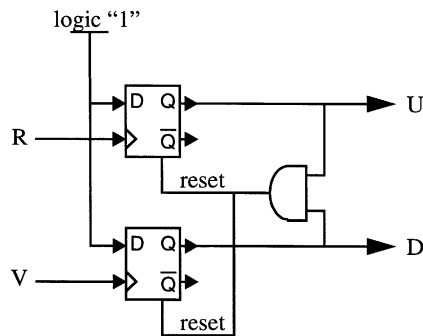 logic “1”
D Q U
R Q̅
reset
D Q D
V Q̅
reset